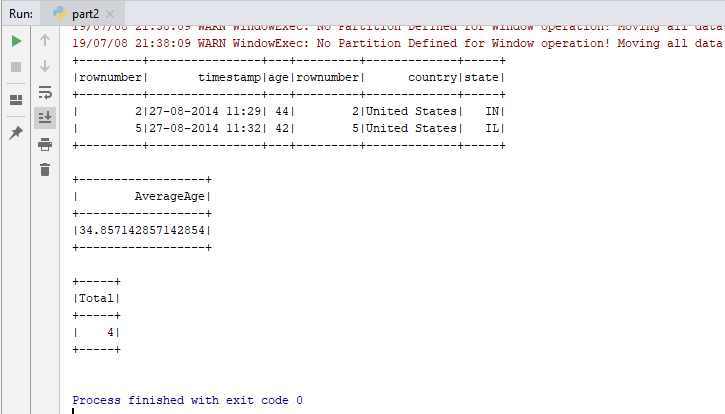 Run: part2
19/07/08 21:38:09 WARN WindowExec: No Partition Defined for Window operation! Moving all data
19/07/08 21:38:09 WARN WindowExec: No Partition Defined for Window operation! Moving all data
+---------+----------------+---+---------+-------------+-----+
|rownumber|       timestamp|age|rownumber|      country|state|
+---------+----------------+---+---------+-------------+-----+
|        2|27-08-2014 11:29| 44|        2|United States|   IN|
|        5|27-08-2014 11:32| 42|        5|United States|   IL|
+---------+----------------+---+---------+-------------+-----+
+------------------+
|        AverageAge|
+------------------+
|34.857142857142854|
+------------------+
+-----+
|Total|
+-----+
|    4|
+-----+
Process finished with exit code 0